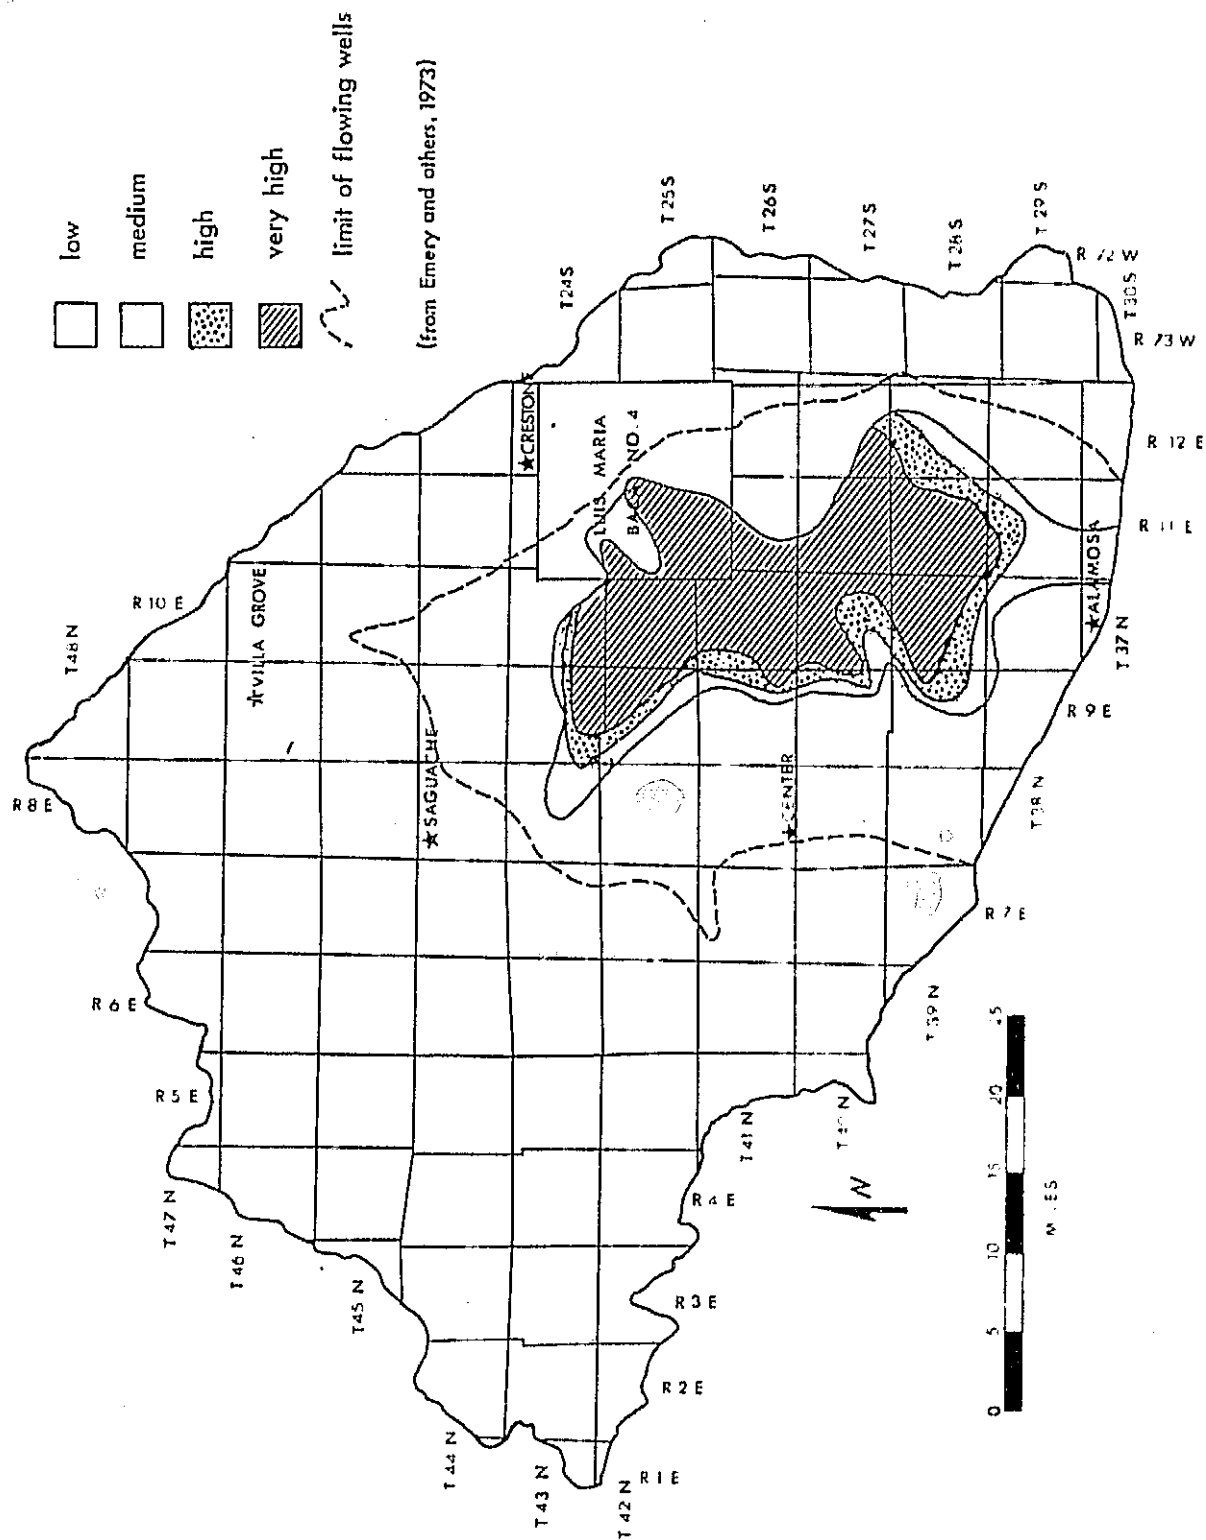 low
medium
high
very high
limit of flowing wells
(from Emery and others, 1973)
R 8 E
T 48 N
R 10 E
VILLA GROVE
SAGUACHE
CRESTONE
LUIS MARIA
BACA NO. 4
CENTER
ALAMOSA
T 24 S
T 25 S
T 26 S
T 27 S
T 28 S
T 29 S
R 72 W
T 30 S
R 73 W
R 12 E
R 11 E
T 37 N
R 9 E
T 38 N
R 7 E
T 39 N
T 40 N
T 41 N
R 6 E
R 5 E
T 47 N
T 46 N
T 45 N
T 44 N
T 43 N
T 42 N
R 1 E
R 2 E
R 3 E
R 4 E
N
0 5 10 15 20 25
MILES